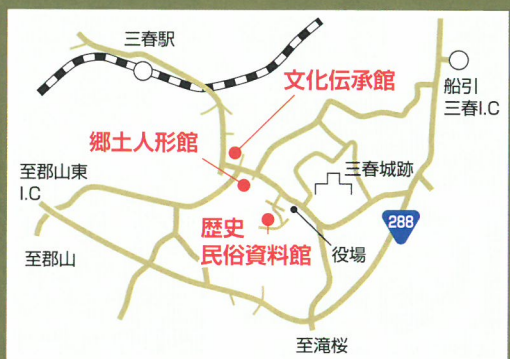 三春駅
文化伝承館
船引
三春I.C
郷土人形館
至郡山東
I.C
三春城跡
288
歴史
民俗資料館
役場
至郡山
至滝桜